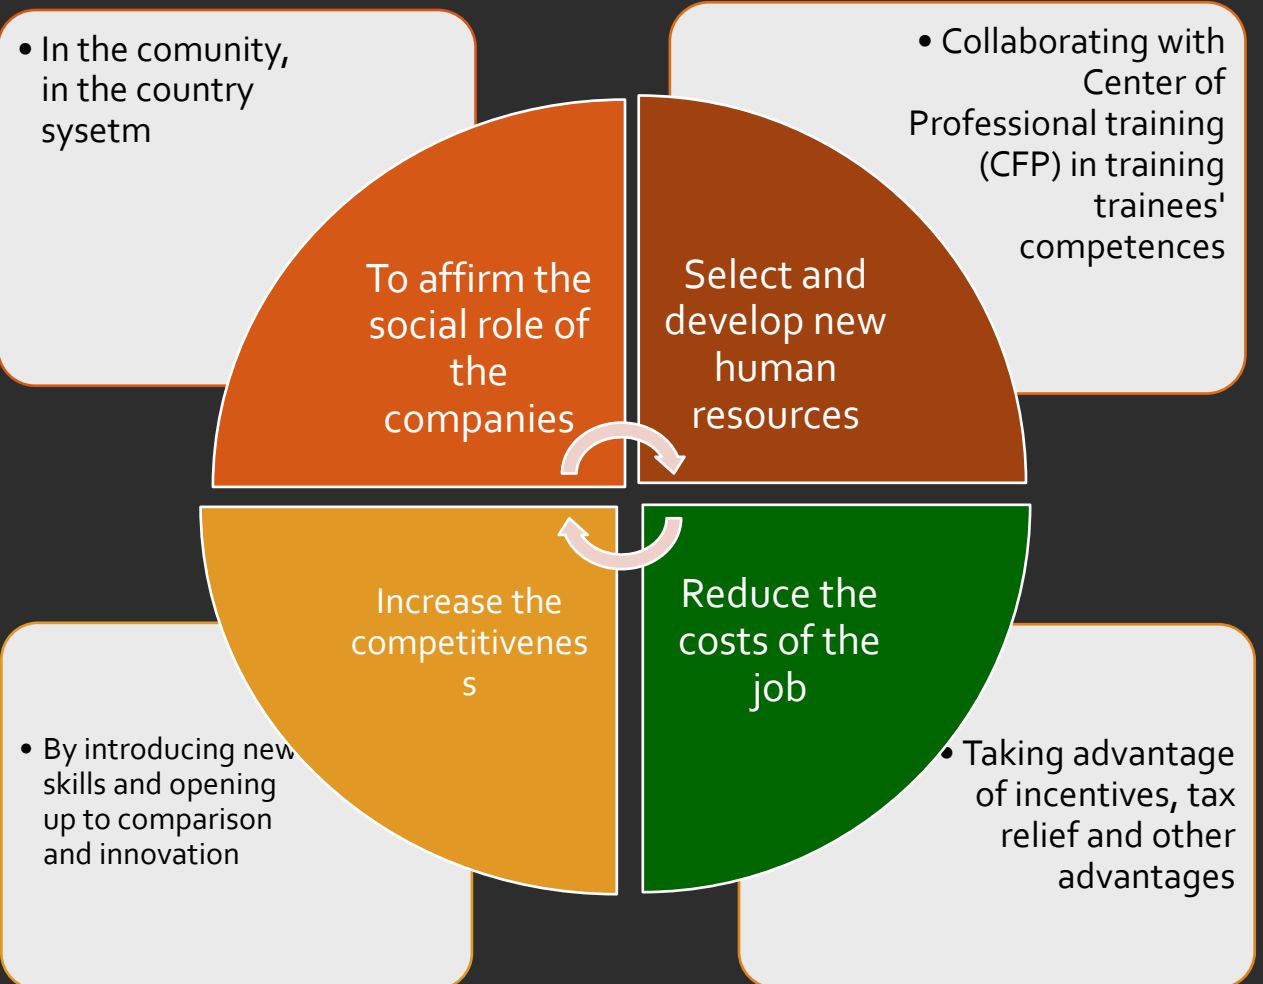 • In the comunity,
in the country
sysetm
• Collaborating with
Center of
Professional training
(CFP) in training
trainees'
competences
To affirm the
social role of
the
companies
Select and
develop new
human
resources
Increase the
competitivenes
s
Reduce the
costs of the
job
• By introducing new
skills and opening
up to comparison
and innovation
• Taking advantage
of incentives, tax
relief and other
advantages